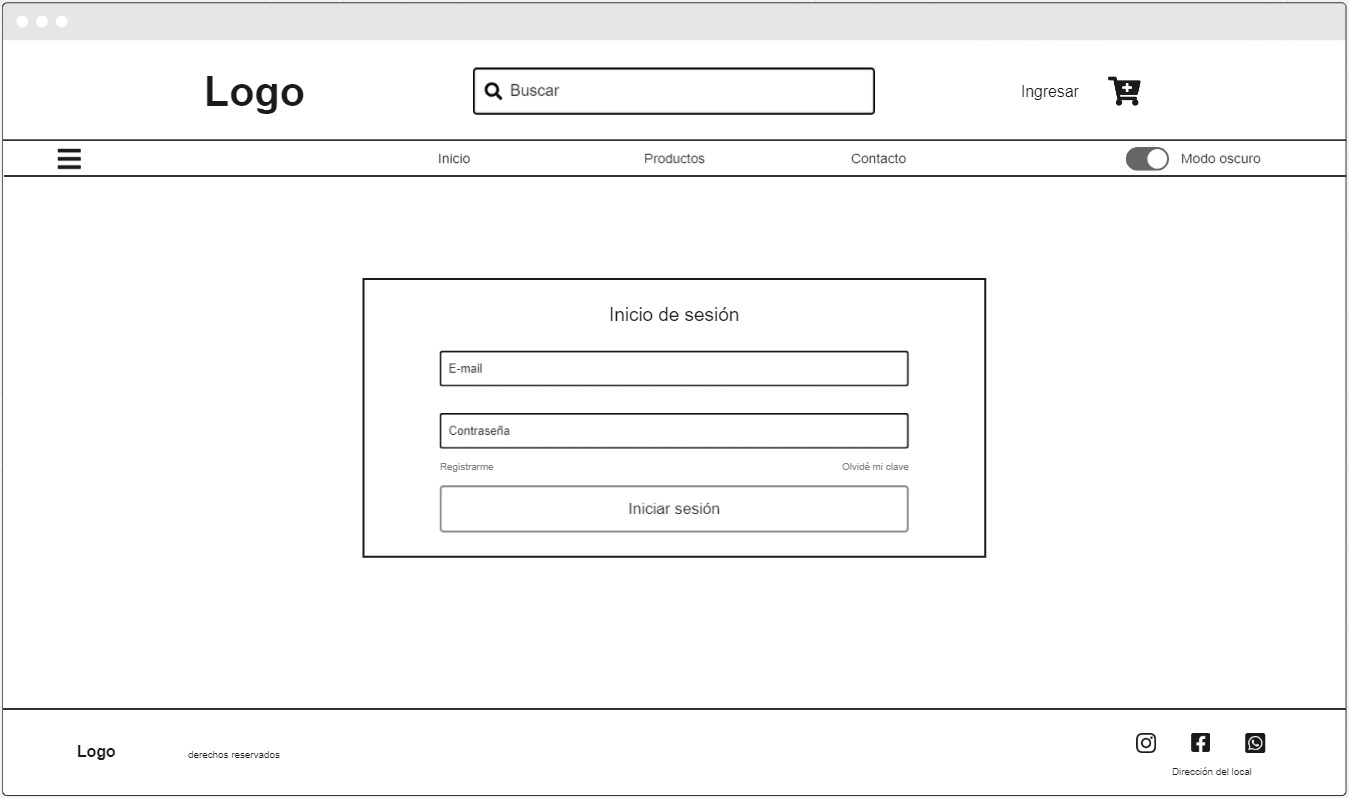 Logo
Buscar
Ingresar
Inicio
Productos
Contacto
Modo oscuro
Inicio de sesión
E-mail
Contraseña
Registrarme
Olvidé mi clave
Iniciar sesión
Logo
derechos reservados
Dirección del local